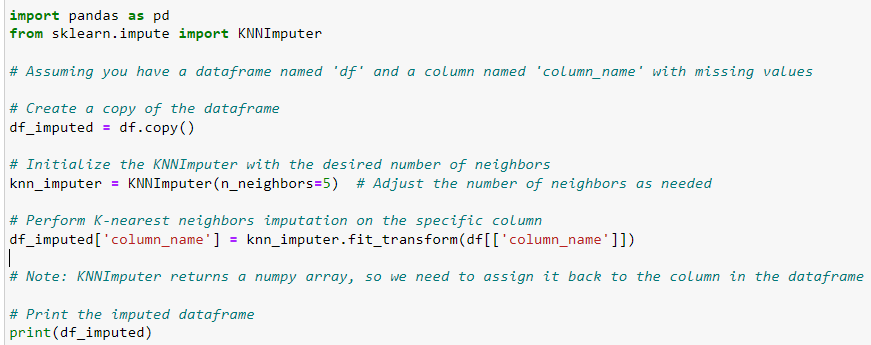 import pandas as pd
from sklearn.impute import KNNImputer
# Assuming you have a dataframe named 'df' and a column named 'column_name' with missing values
# Create a copy of the dataframe
df_imputed = df.copy()
# Initialize the KNNImputer with the desired number of neighbors
knn_imputer = KNNImputer(n_neighbors=5)  # Adjust the number of neighbors as needed
# Perform K-nearest neighbors imputation on the specific column
df_imputed['column_name'] = knn_imputer.fit_transform(df[['column_name']])
# Note: KNNImputer returns a numpy array, so we need to assign it back to the column in the dataframe
# Print the imputed dataframe
print(df_imputed)